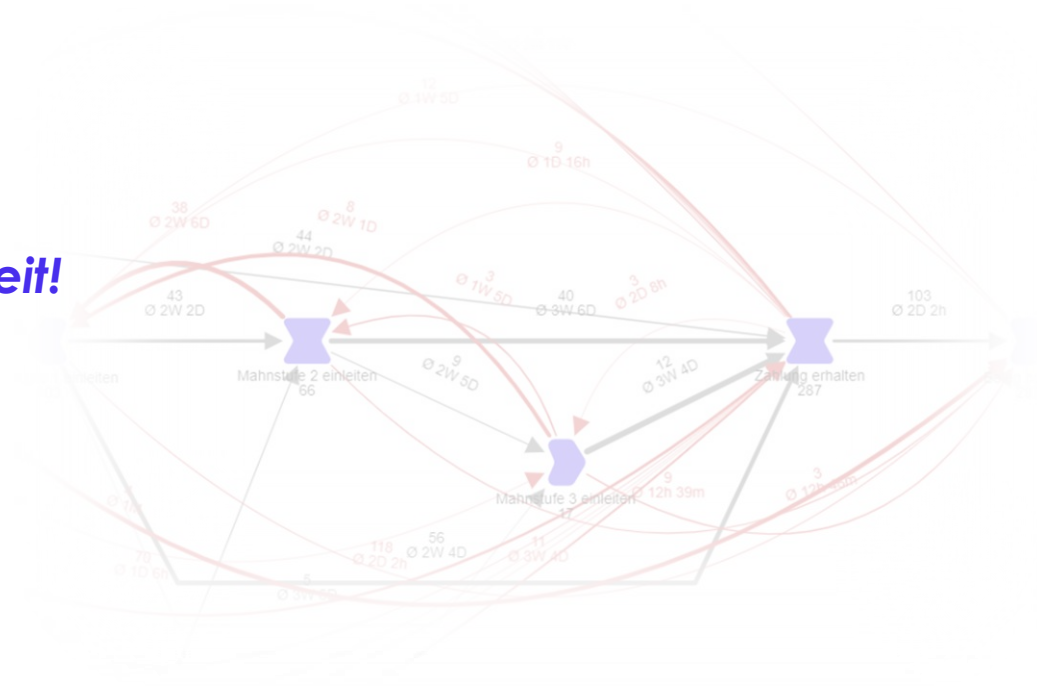 12
Ø 1W 5D
9
Ø 1D 15h
38
Ø 2W 6D
8
Ø 2W 1D
44
Ø 2W 2D
eit!
3
Ø 1W 5D
3
Ø 2D 8h
43
Ø 2W 2D
40
Ø 3W 6D
103
Ø 2D 2h
9
Ø 2W 5D
12
Ø 3W 4D
einleiten
Mahnstufe 2 einleiten
66
Zahlung erhalten
287
Mahnstufe 3 einleiten
17
9
Ø 12h 39m
3
56
Ø 2W 4D
118
Ø 2D 2h
11
Ø 3W 4D